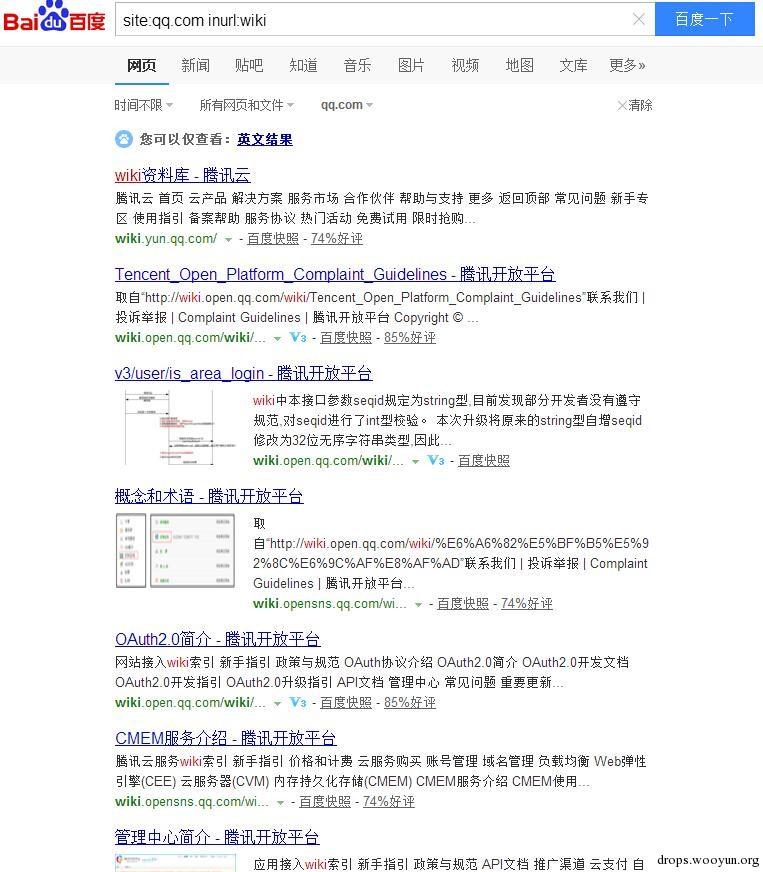 Bai du 百度
site:qq.com inurl:wiki
百度一下
网页 新闻 贴吧 知道 音乐 图片 视频 地图 文库 更多»
时间不限 所有网页和文件 qq.com 清除
您可以仅查看：英文结果
wiki资料库 - 腾讯云
腾讯云 首页 云产品 解决方案 服务市场 合作伙伴 帮助与支持 更多 返回顶部 常见问题 新手专
区 使用指引 备案帮助 服务协议 热门活动 免费试用 限时抢购...
wiki.yun.qq.com/ - 百度快照 - 74%好评
Tencent_Open_Platform_Complaint_Guidelines - 腾讯开放平台
取自“http://wiki.open.qq.com/wiki/Tencent_Open_Platform_Complaint_Guidelines”联系我们 |
投诉举报 | Complaint Guidelines | 腾讯开放平台 Copyright © ...
wiki.open.qq.com/wiki/... V3 - 百度快照 - 85%好评
v3/user/is_area_login - 腾讯开放平台
wiki中本接口参数seqid规定为string型,目前发现部分开发者没有遵守
规范,对seqid进行了int型校验。 本次升级将原来的string型自增seqid
修改为32位无序字符串类型,因此...
wiki.open.qq.com/wiki/... V3 - 百度快照
概念和术语 - 腾讯开放平台
取
自“http://wiki.open.qq.com/wiki/%E6%A6%82%E5%BF%B5%E5%9
2%8C%E6%9C%AF%E8%AF%AD”联系我们 | 投诉举报 | Complaint
Guidelines | 腾讯开放平台...
wiki.opensns.qq.com/wi... - 百度快照 - 74%好评
OAuth2.0简介 - 腾讯开放平台
网站接入wiki索引 新手指引 政策与规范 OAuth协议介绍 OAuth2.0简介 OAuth2.0开发文档
OAuth2.0开发指引 OAuth2.0升级指引 API文档 管理中心 常见问题 重要更新...
wiki.open.qq.com/wiki/... V3 - 百度快照 - 85%好评
CMEM服务介绍 - 腾讯开放平台
腾讯云服务wiki索引 新手指引 价格和计费 云服务购买 账号管理 域名管理 负载均衡 Web弹性
引擎(CEE) 云服务器(CVM) 内存持久化存储(CMEM) CMEM服务介绍 CMEM使用...
wiki.opensns.qq.com/wi... - 百度快照 - 74%好评
管理中心简介 - 腾讯开放平台
应用接入wiki索引 新手指引 政策与规范 API文档 推广渠道 云支付 自
drops.wooyun.org